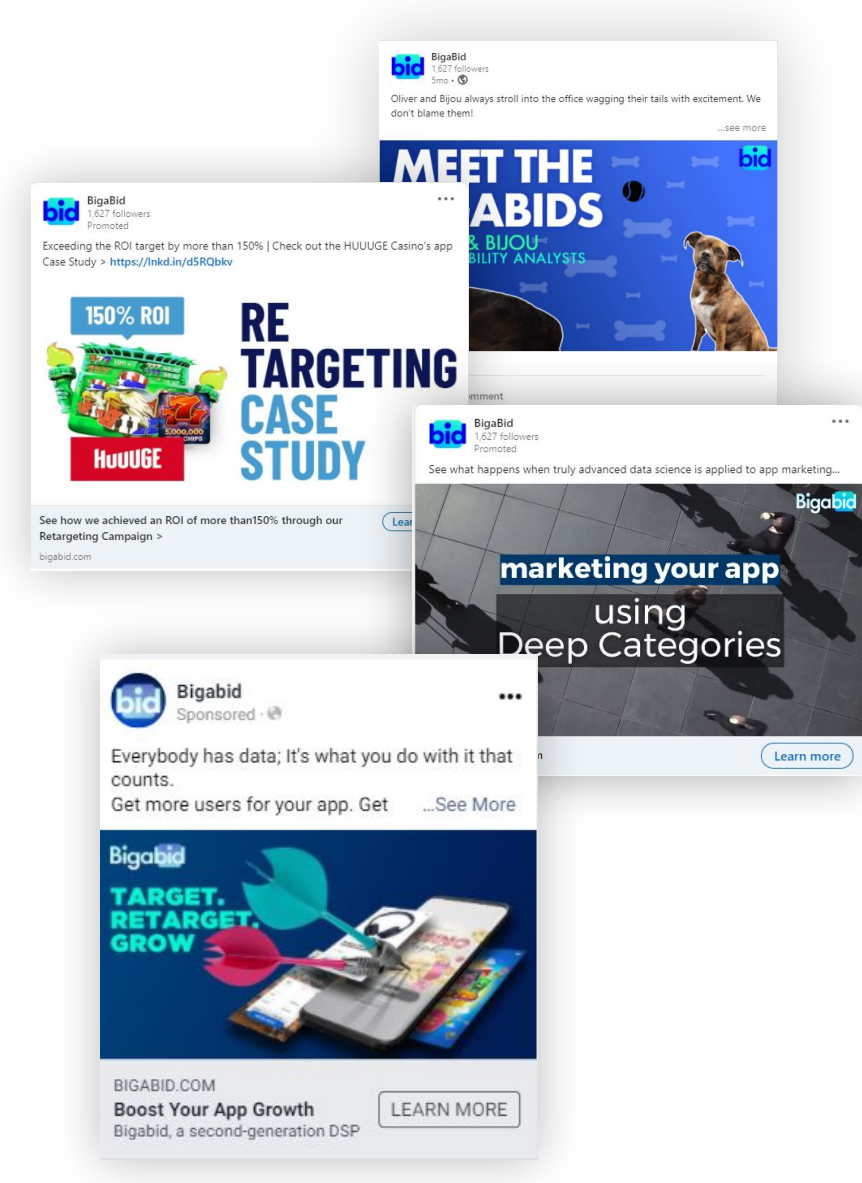 bid
BigaBid
1,627 followers
5mo •
Oliver and Bijou always stroll into the office wagging their tails with excitement. We
don't blame them!
...see more
MEET THE
ABIDS
& BIJOU
BILITY ANALYSTS
bid
bid
BigaBid
1,627 followers
Promoted
Exceeding the ROI target by more than 150% | Check out the HUUUGE Casino's app
Case Study > https://lnkd.in/d5RQbkv
150% ROI
5,000,000
CHIPS
HUUUGE
RE
TARGETING
CASE
STUDY
See how we achieved an ROI of more than150% through our
Retargeting Campaign >
bigabid.com
Lear
omment
bid
BigaBid
1,627 followers
Promoted
See what happens when truly advanced data science is applied to app marketing...
Bigabid
marketing your app
using
Deep Categories
Learn more
bid
Bigabid
Sponsored ·
Everybody has data; It's what you do with it that
counts.
Get more users for your app. Get ...See More
Bigabid
TARGET.
RETARGET.
GROW
BIGABID.COM
Boost Your App Growth
Bigabid, a second-generation DSP
LEARN MORE